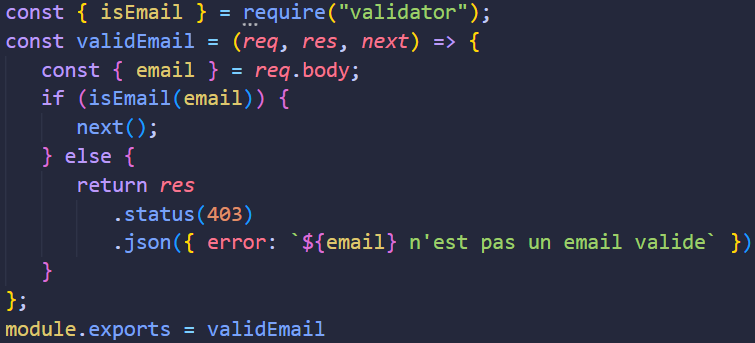 const { isEmail } = require("validator");
const validEmail = (req, res, next) => {
const { email } = req.body;
if (isEmail(email)) {
next();
} else {
return res
.status(403)
.json({ error: `${email} n'est pas un email valide` })
}
};
module.exports = validEmail